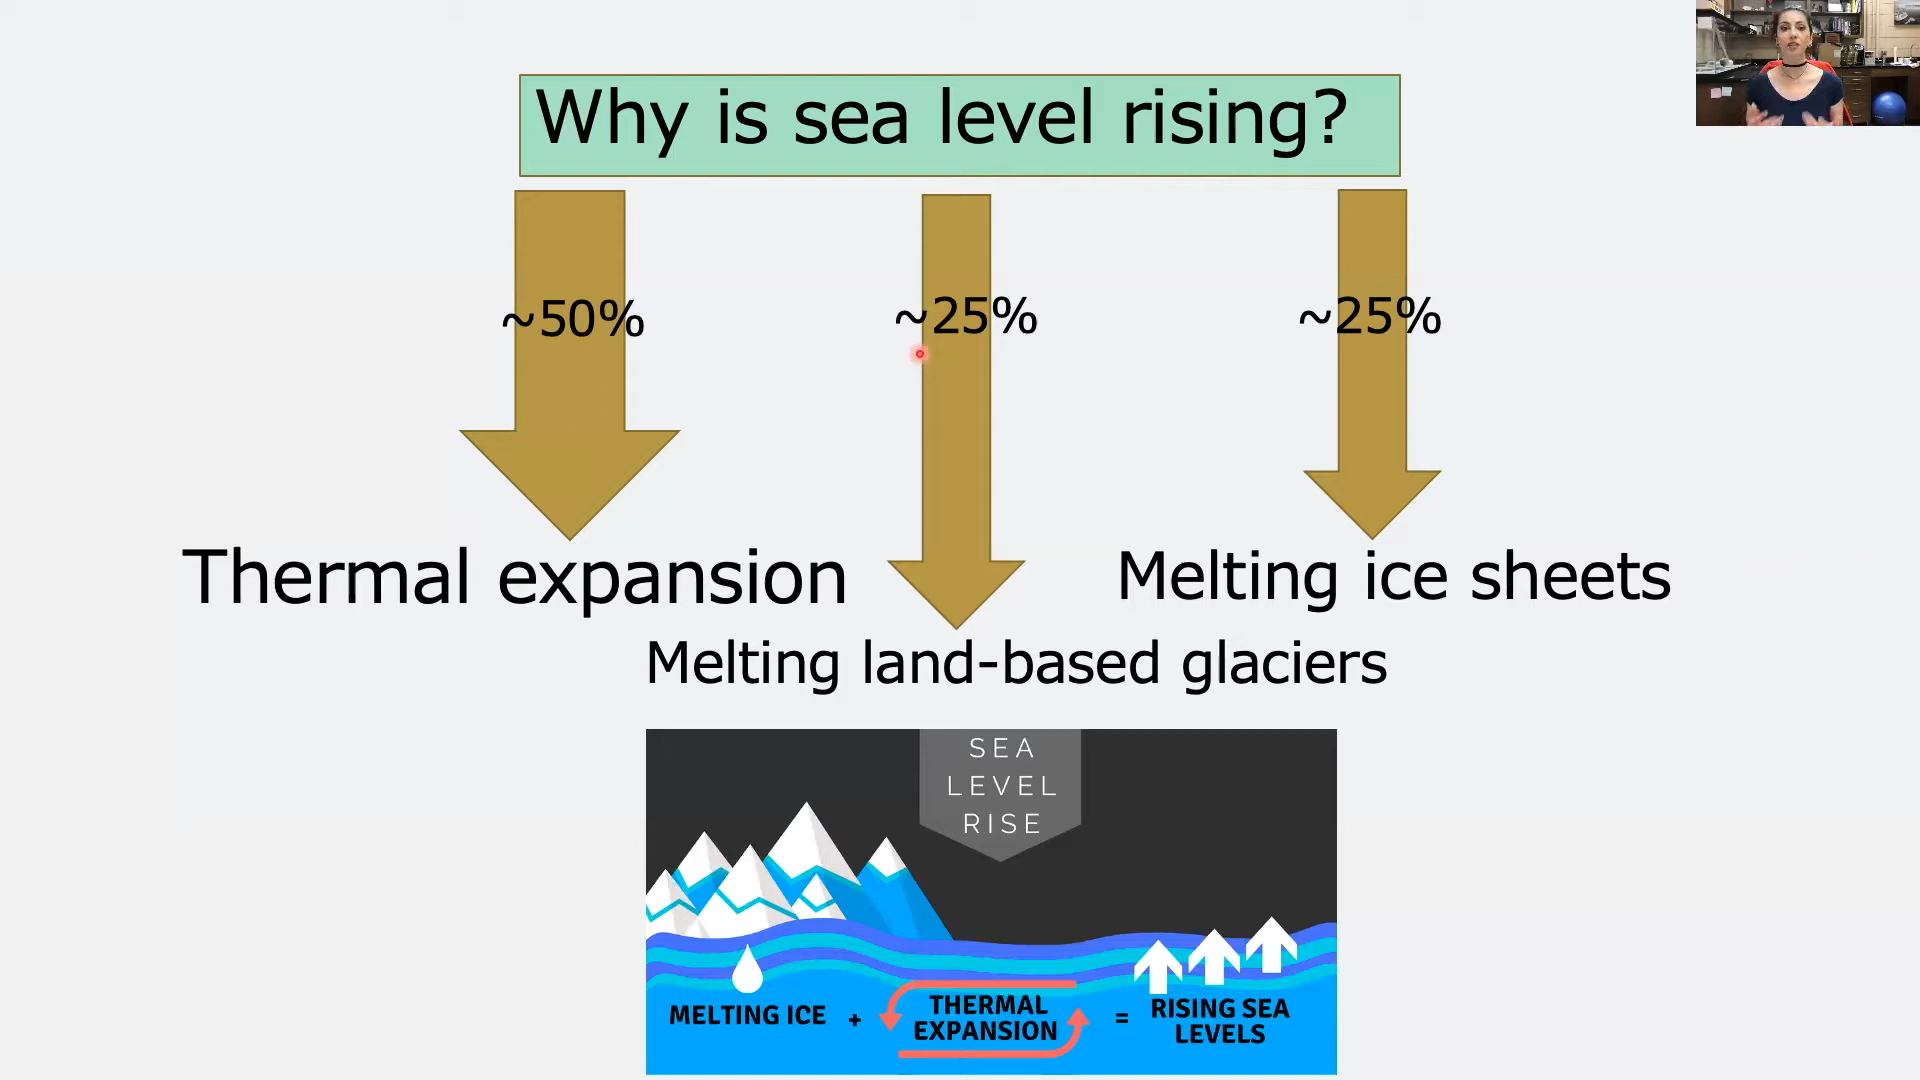 Why is sea level rising?
~50%
~25%
~25%
Thermal expansion
Melting ice sheets
Melting land-based glaciers
SEA
LEVEL
RISE
MELTING ICE
+
THERMAL
EXPANSION
=
RISING SEA
LEVELS